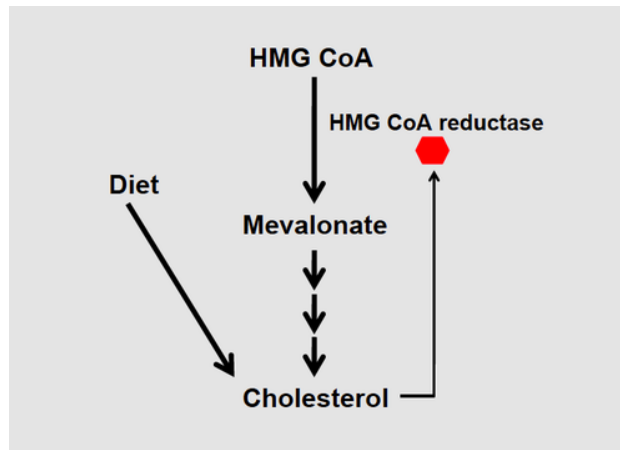 HMG CoA
HMG CoA reductase
Diet
Mevalonate
Cholesterol